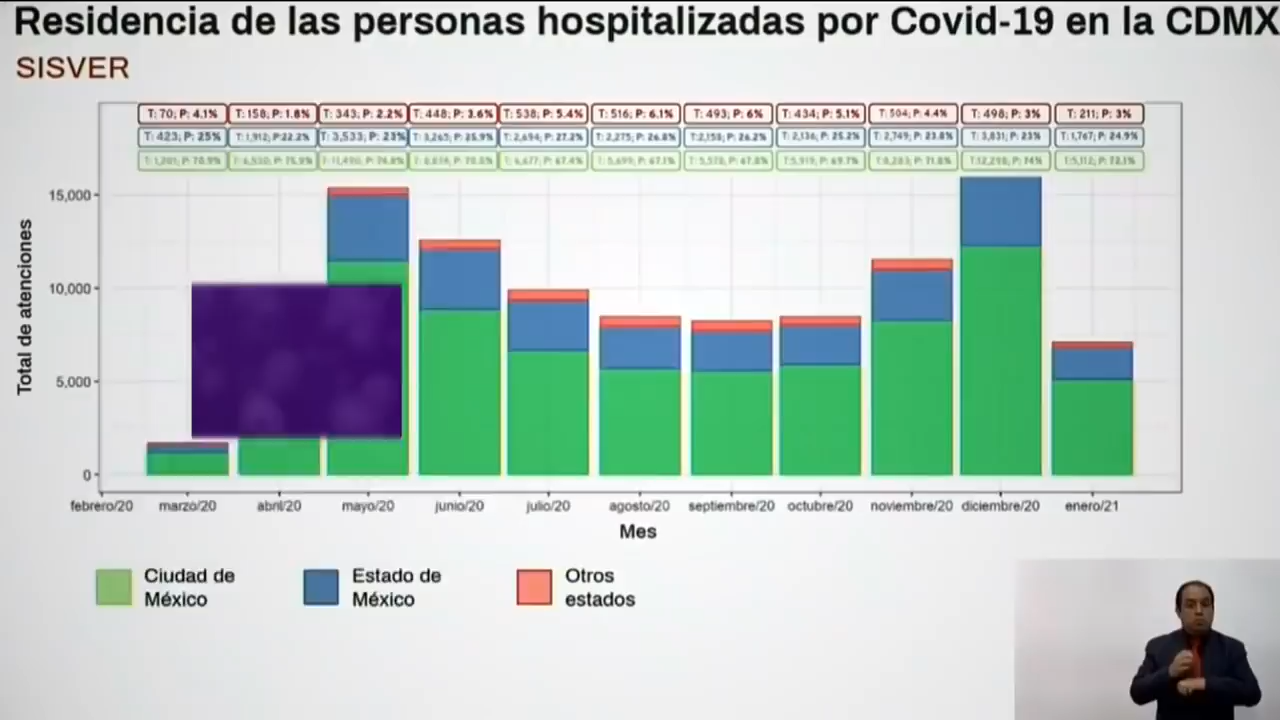 Residencia de las personas hospitalizadas por Covid-19 en la CDMX
SISVER
T: 70; P: 4.1% T: 158; P: 1.8% T: 343; P: 2.2% T: 448; P: 3.6% T: 538; P: 5.4% T: 516; P: 6.1% T: 493; P: 6% T: 434; P: 5.1% T: 504; P: 4.4% T: 498; P: 3% T: 211; P: 3%
T: 423; P: 25% T: 1,912; P: 22.2% T: 3,533; P: 23% T: 3,265; P: 25.9% T: 2,694; P: 27.2% T: 2,275; P: 26.8% T: 2,158; P: 26.2% T: 2,136; P: 25.2% T: 2,749; P: 23.8% T: 3,831; P: 23% T: 1,767; P: 24.9%
15,000
10,000
5,000
0
Total de atenciones
febrero/20 marzo/20 abril/20 mayo/20 junio/20 julio/20 agosto/20 septiembre/20 octubre/20 noviembre/20 diciembre/20 enero/21
Mes
Ciudad de México
Estado de México
Otros estados